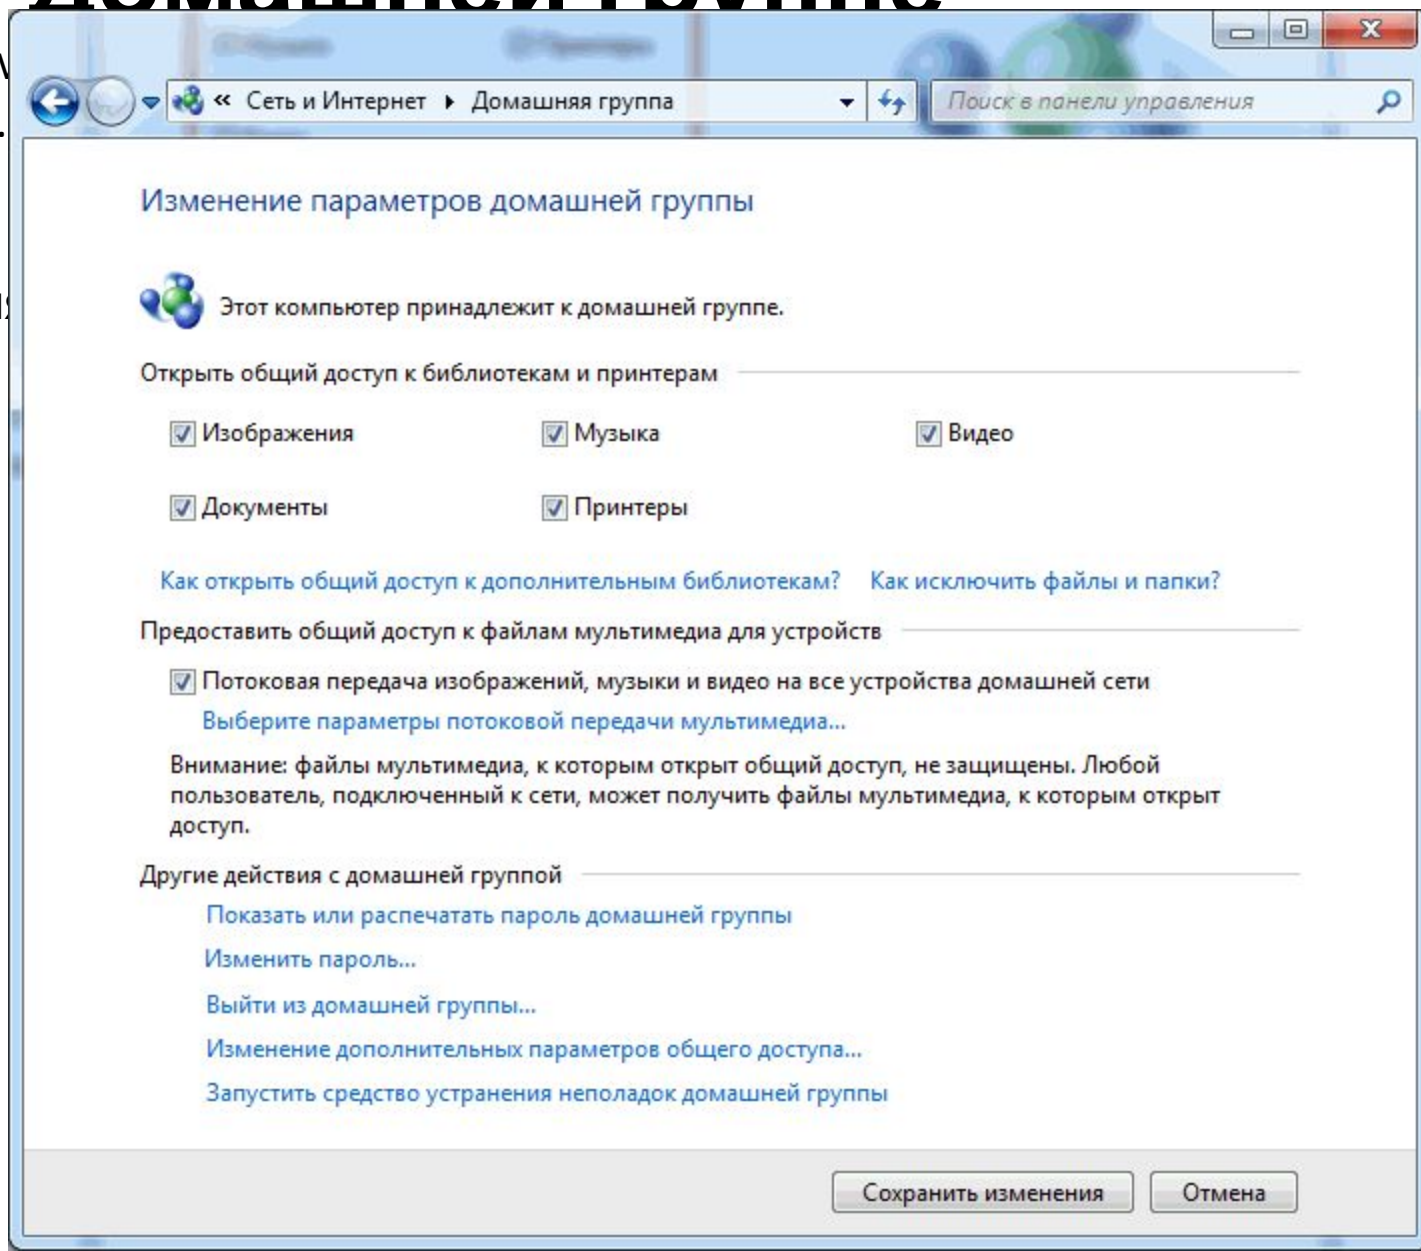 домашней группе
« Сеть и Интернет Домашняя группа
Поиск в панели управления
Изменение параметров домашней группы
Этот компьютер принадлежит к домашней группе.
Открыть общий доступ к библиотекам и принтерам
Изображения Музыка Видео
Документы Принтеры
Как открыть общий доступ к дополнительным библиотекам? Как исключить файлы и папки?
Предоставить общий доступ к файлам мультимедиа для устройств
Потоковая передача изображений, музыки и видео на все устройства домашней сети
Выберите параметры потоковой передачи мультимедиа...
Внимание: файлы мультимедиа, к которым открыт общий доступ, не защищены. Любой
пользователь, подключенный к сети, может получить файлы мультимедиа, к которым открыт
доступ.
Другие действия с домашней группой
Показать или распечатать пароль домашней группы
Изменить пароль...
Выйти из домашней группы...
Изменение дополнительных параметров общего доступа...
Запустить средство устранения неполадок домашней группы
Сохранить изменения Отмена